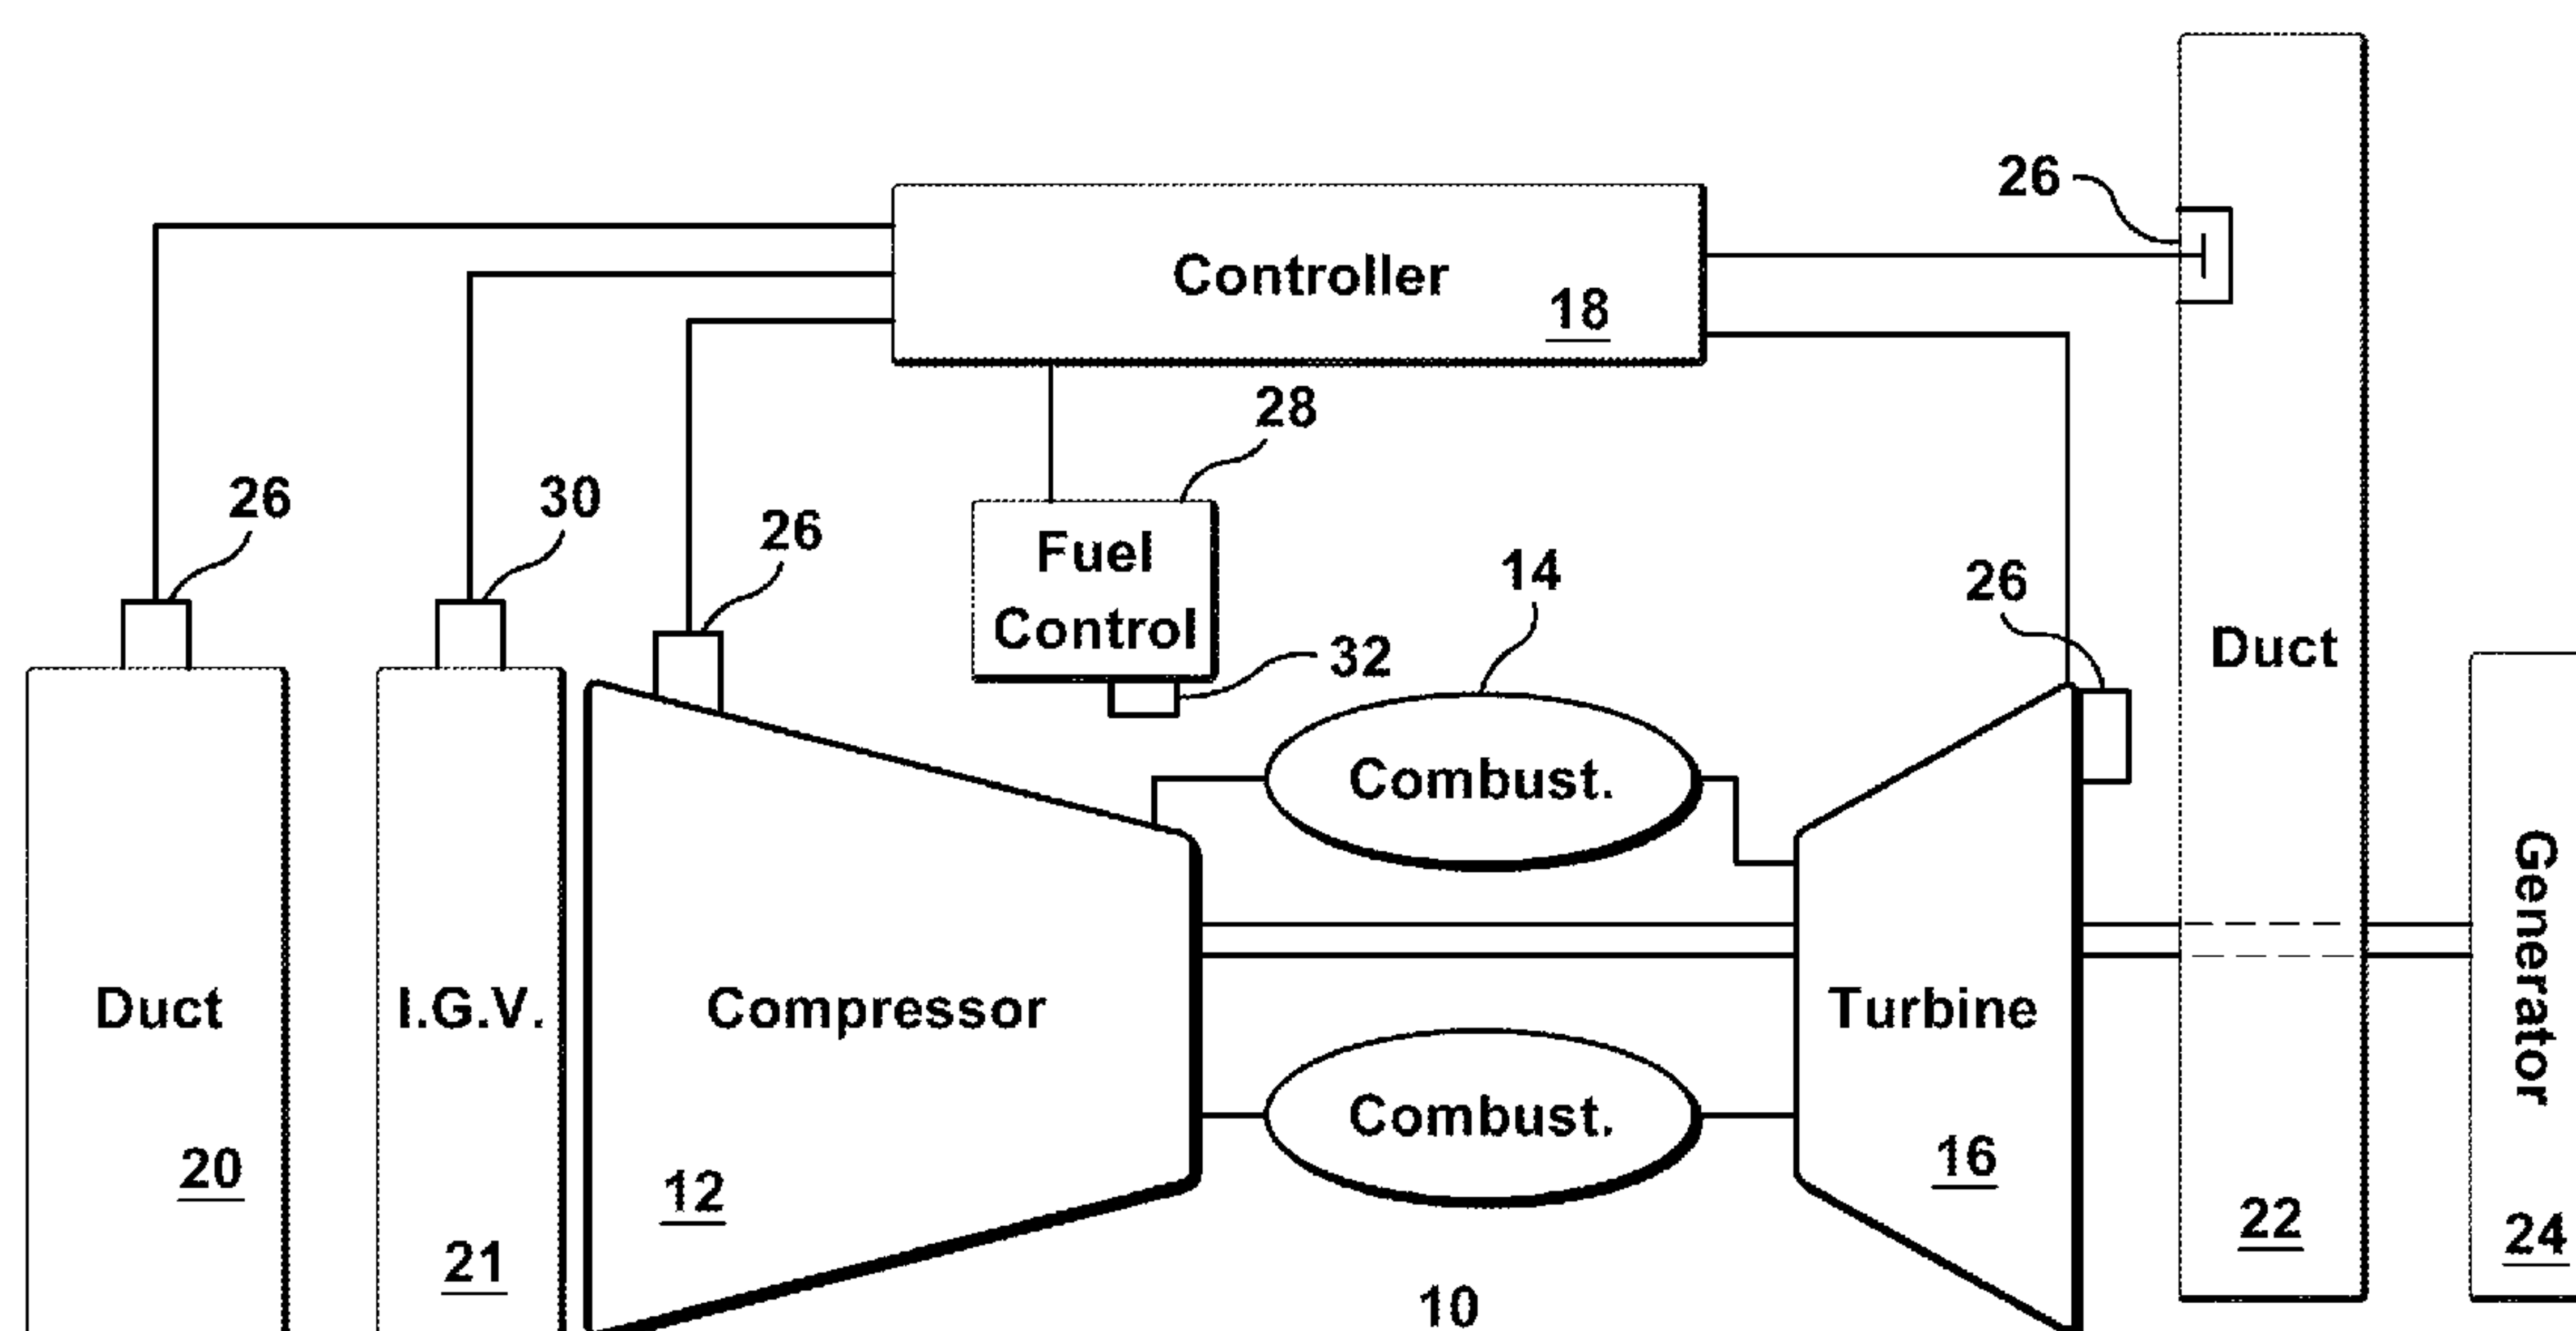 26
Controller
18
28
26
30
26
Fuel
Control
14
26
32
Duct
Combust.
Generator
Duct
I.G.V.
Compressor
Turbine
Combust.
20
12
16
22
24
21
10